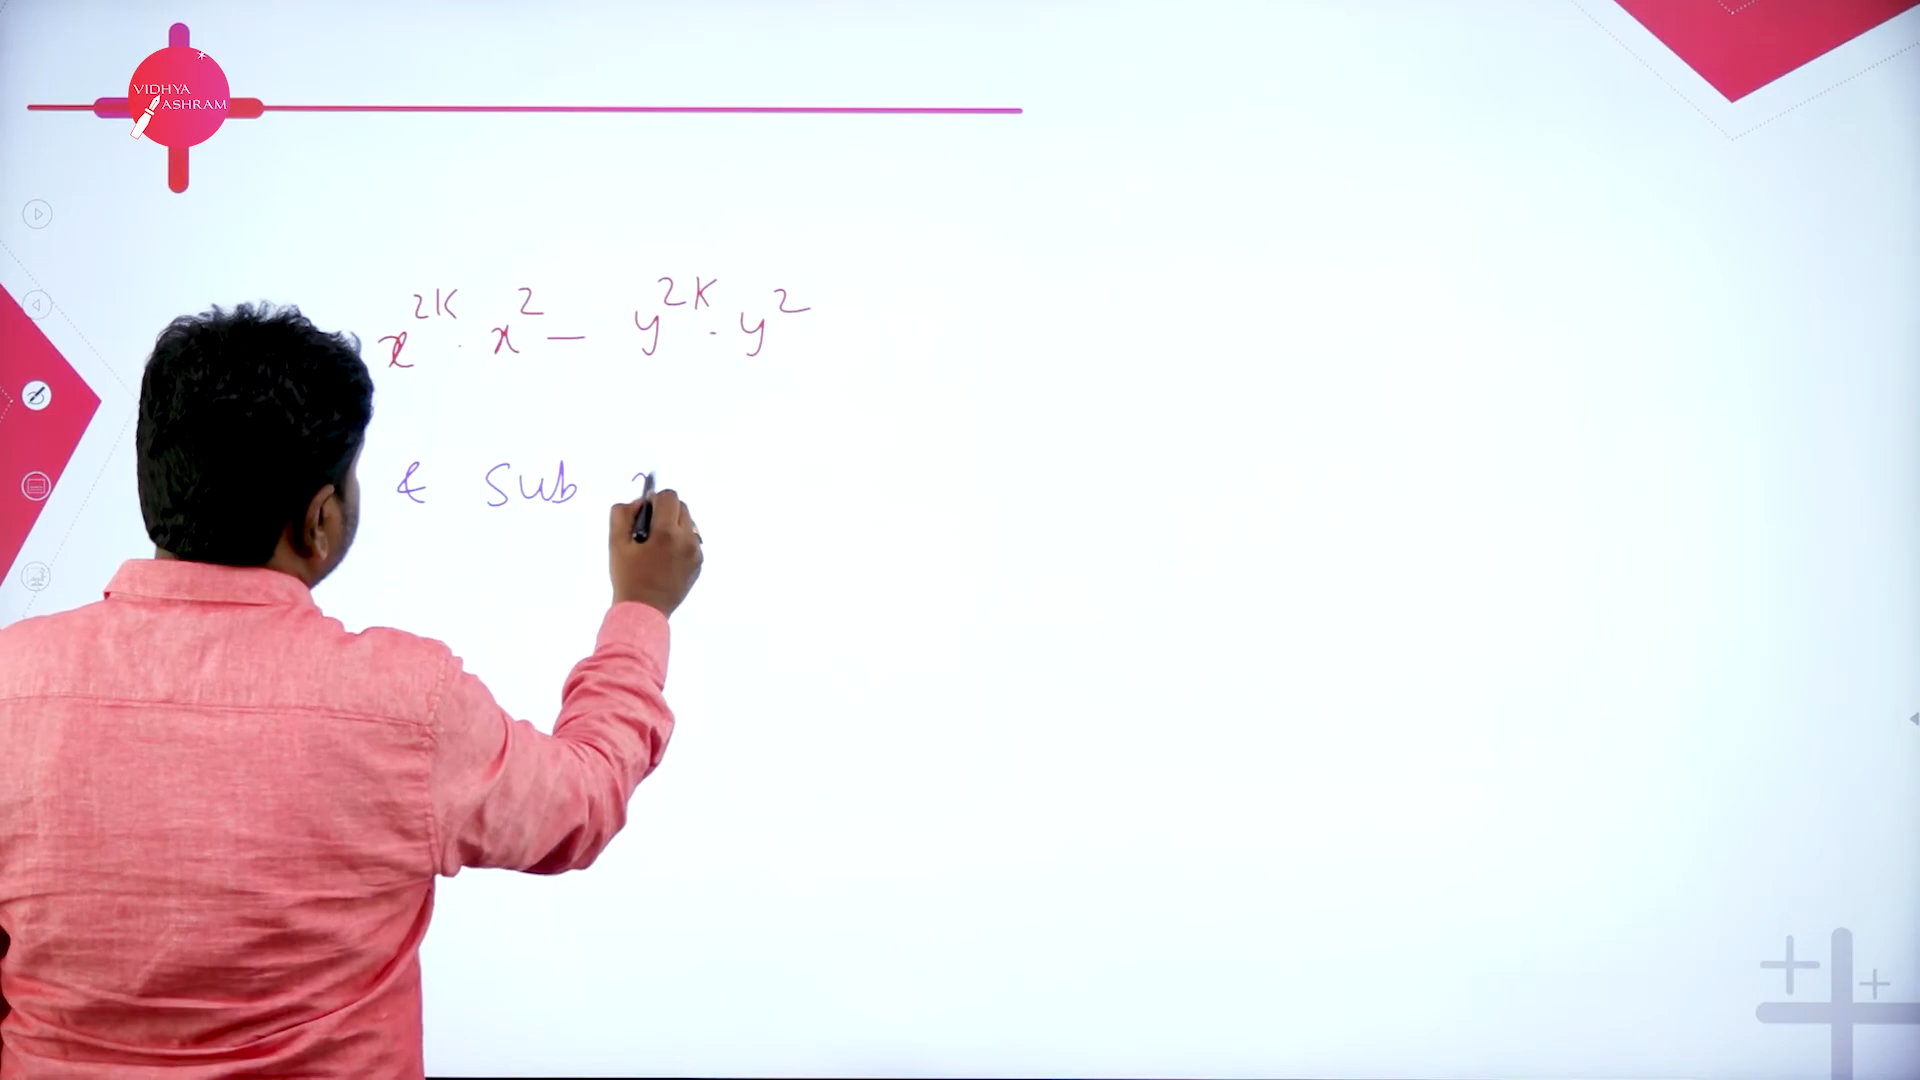 VIDHYA
ASHRAM
x^{2K} · x^2 - y^{2K} · y^2
& Sub x